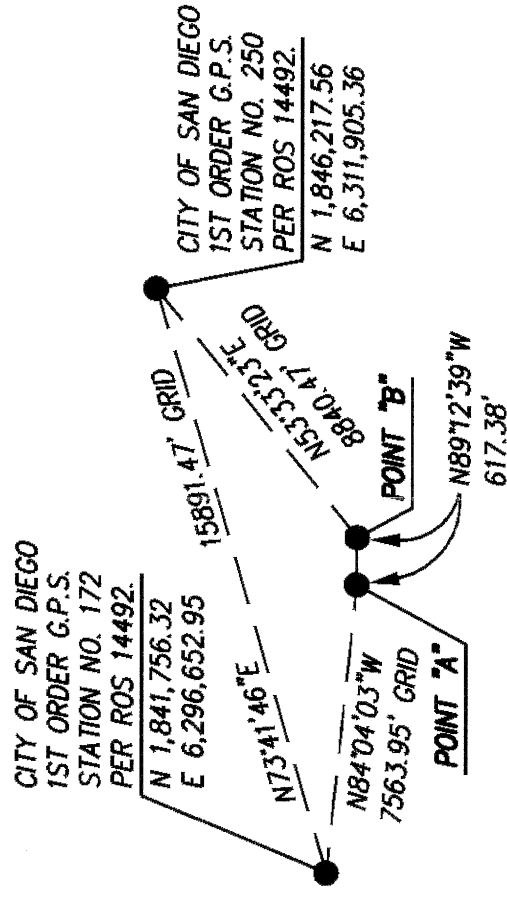 CITY OF SAN DIEGO
1ST ORDER G.P.S.
STATION NO. 172
PER ROS 14492.
N 1,841,756.32
E 6,296,652.95
CITY OF SAN DIEGO
1ST ORDER G.P.S.
STATION NO. 250
PER ROS 14492.
N 1,846,217.56
E 6,311,905.36
N73°41'46"E
15891.47' GRID
N53°33'23"E
8840.47' GRID
N84°04'03"W
7563.95' GRID
POINT "A"
POINT "B"
N89°12'39"W
617.38'